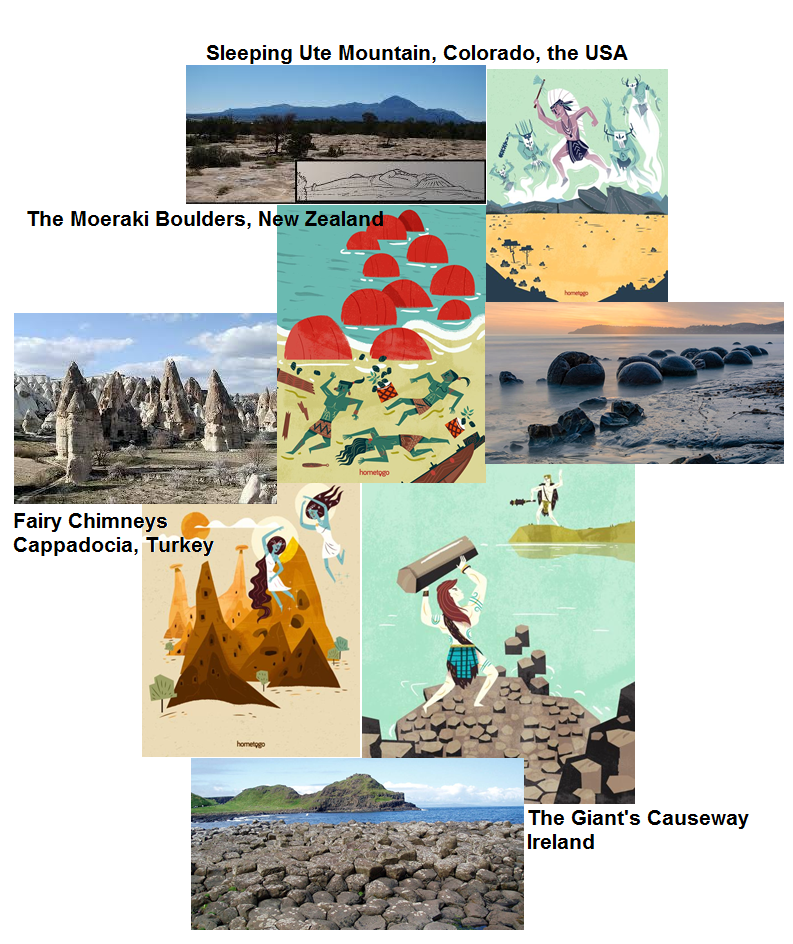 Sleeping Ute Mountain, Colorado, the USA
hometogo
The Moeraki Boulders, New Zealand
hometogo
Fairy Chimneys
Cappadocia, Turkey
hometogo
The Giant's Causeway
Ireland